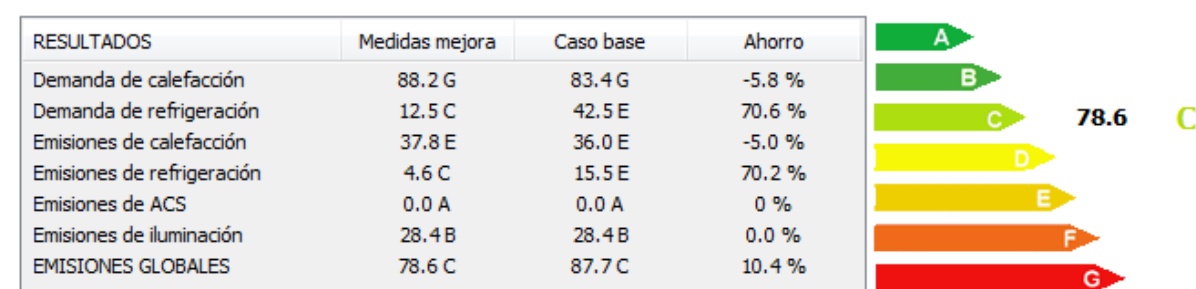 RESULTADOS Medidas mejora Caso base Ahorro
Demanda de calefacción 88.2 G 83.4 G -5.8 %
Demanda de refrigeración 12.5 C 42.5 E 70.6 %
Emisiones de calefacción 37.8 E 36.0 E -5.0 %
Emisiones de refrigeración 4.6 C 15.5 E 70.2 %
Emisiones de ACS 0.0 A 0.0 A 0 %
Emisiones de iluminación 28.4 B 28.4 B 0.0 %
EMISIONES GLOBALES 78.6 C 87.7 C 10.4 %
A
B
C 78.6 C
D
E
F
G